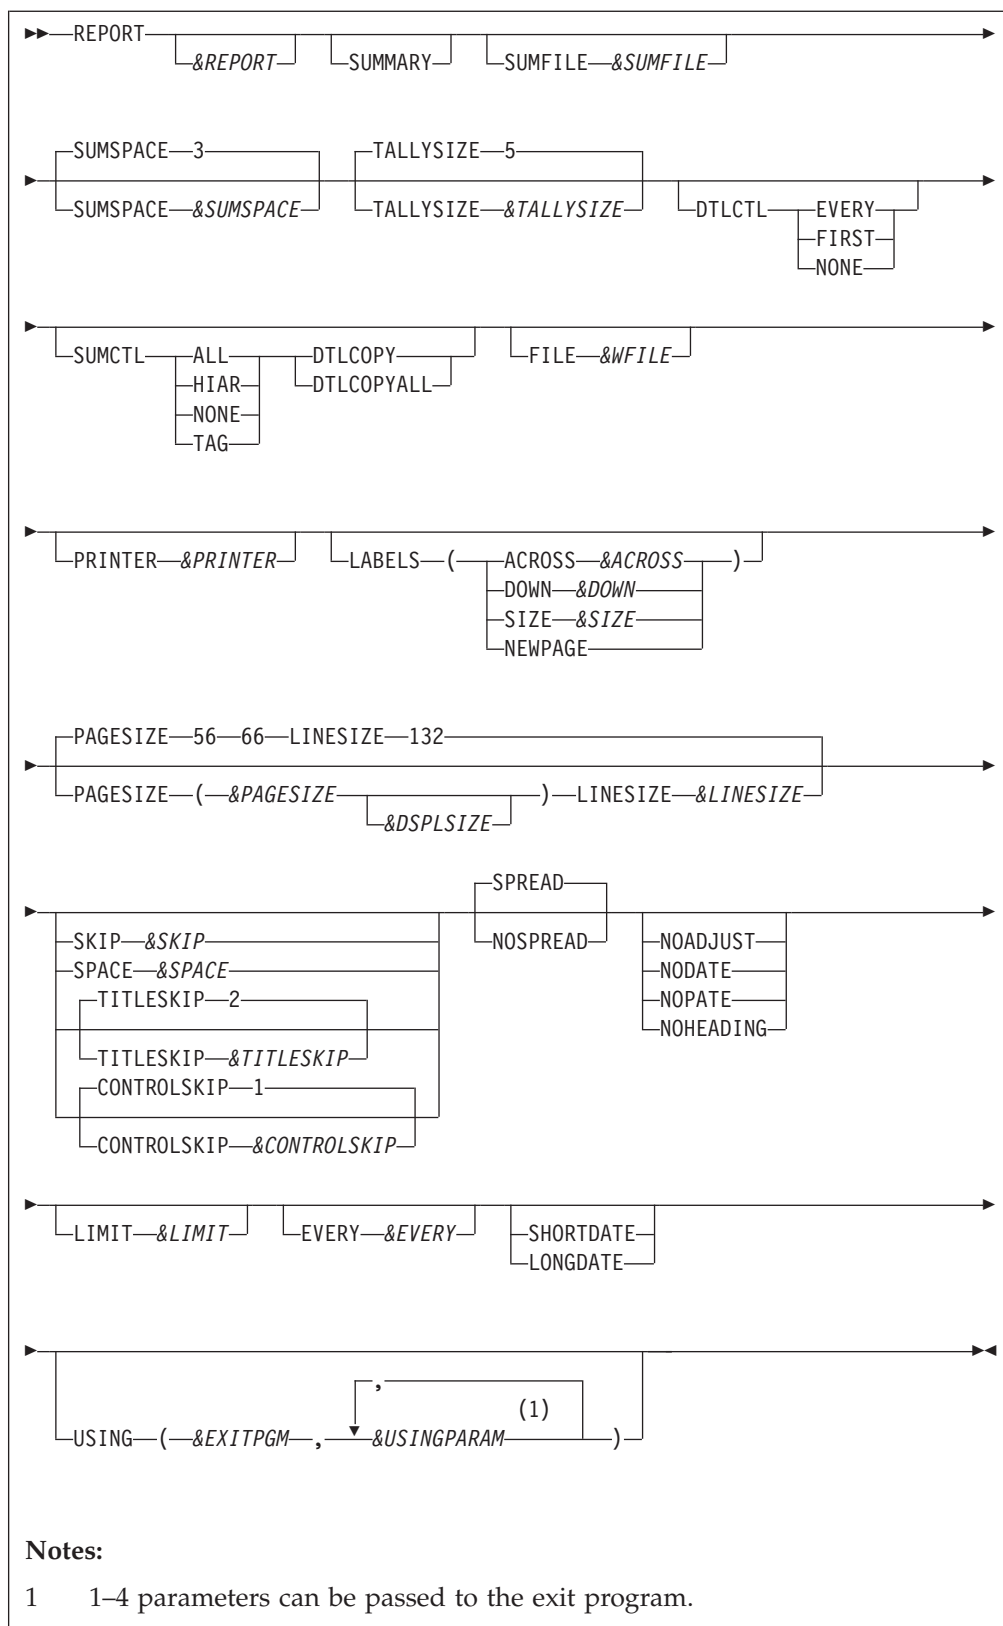 REPORT
&REPORT SUMMARY SUMFILE &SUMFILE
SUMSPACE 3 TALLYSIZE 5
SUMSPACE &SUMSPACE TALLYSIZE &TALLYSIZE DTLCTL EVERY
FIRST
NONE
SUMCTL ALL DTLCOPY FILE &WFILE
HIAR DTLCOPYALL
NONE
TAG
PRINTER &PRINTER LABELS ( ACROSS &ACROSS )
DOWN &DOWN
SIZE &SIZE
NEWPAGE
PAGESIZE 56 66 LINESIZE 132
PAGESIZE ( &PAGESIZE ) LINESIZE &LINESIZE
&DSPLSIZE
SPREAD
SKIP &SKIP NOSPREAD NOADJUST
SPACE &SPACE NODATE
TITLESKIP 2 NOPATE
NOHEADING
TITLESKIP &TITLESKIP
CONTROLSKIP 1
CONTROLSKIP &CONTROLSKIP
LIMIT &LIMIT EVERY &EVERY SHORTDATE
LONGDATE
,
(1)
USING ( &EXITPGM , &USINGPARAM )
Notes:
1 1–4 parameters can be passed to the exit program.